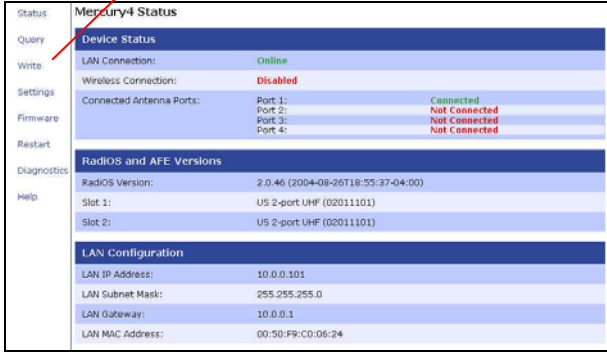 Status
Query
Write
Settings
Firmware
Restart
Diagnostics
Help
Mercury4 Status
Device Status
LAN Connection: Online
Wireless Connection: Disabled
Connected Antenna Ports: Port 1: Connected
Port 2: Not Connected
Port 3: Not Connected
Port 4: Not Connected
RadiOS and AFE Versions
RadiOS Version: 2.0.46 (2004-08-26T18:55:37-04:00)
Slot 1: US 2-port UHF (02011101)
Slot 2: US 2-port UHF (02011101)
LAN Configuration
LAN IP Address: 10.0.0.101
LAN Subnet Mask: 255.255.255.0
LAN Gateway: 10.0.0.1
LAN MAC Address: 00:50:F9:C0:06:24